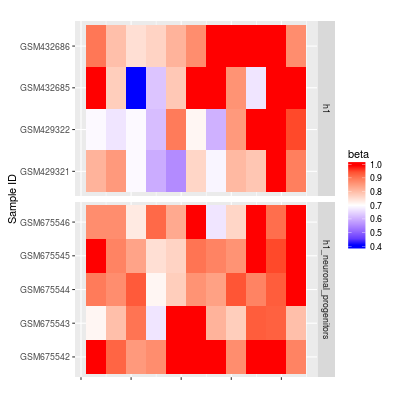 GSM432686
GSM432685
GSM429322
GSM429321
h1
GSM675546
GSM675545
GSM675544
GSM675543
GSM675542
h1_neuronal_progenitors
Sample ID
beta
1.0
0.9
0.8
0.7
0.6
0.5
0.4